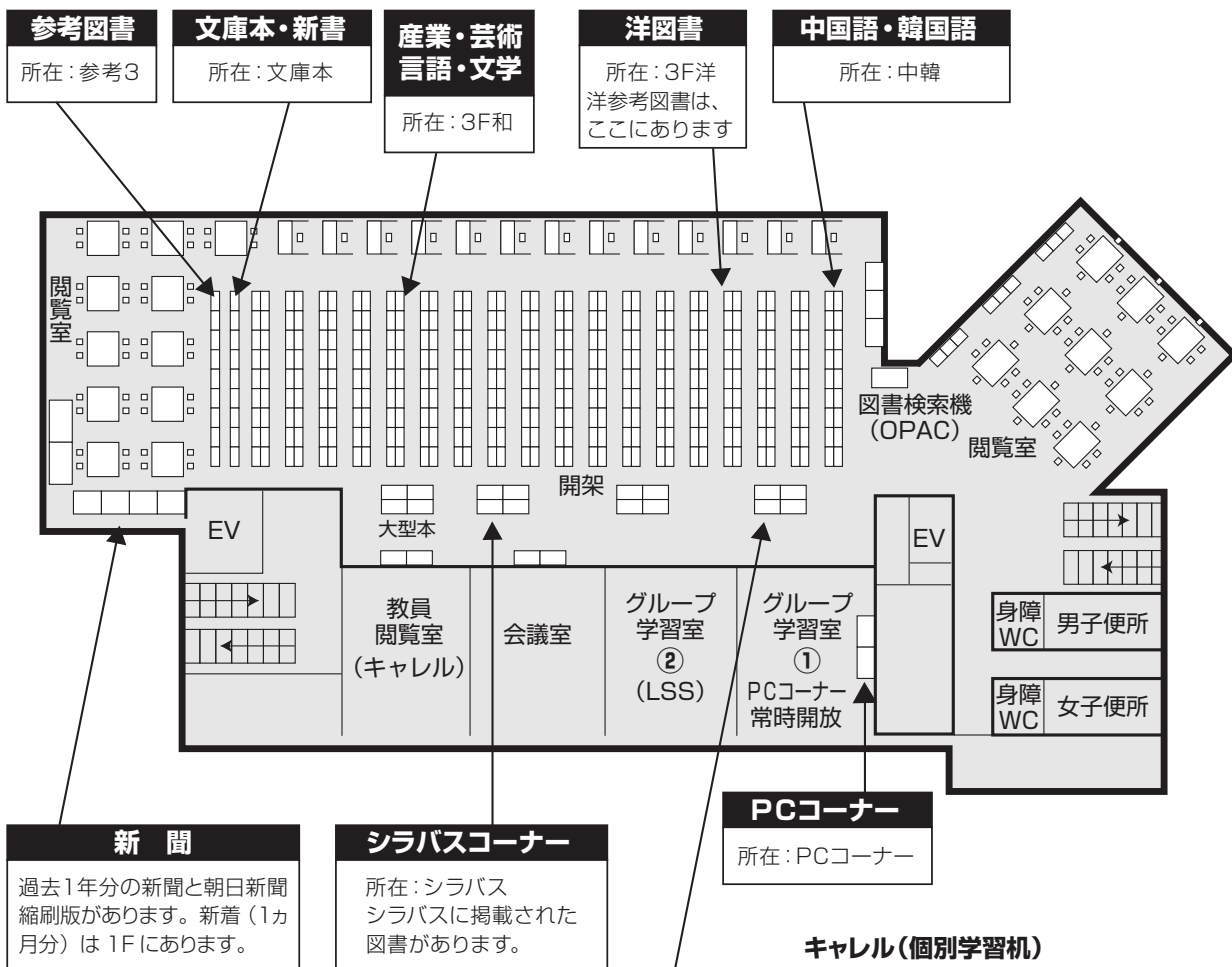 参考図書
所在：参考3
文庫本・新書
所在：文庫本
産業・芸術
言語・文学
所在：3F和
洋図書
所在：3F洋
洋参考図書は、
ここにあります
中国語・韓国語
所在：中韓
閲覧室
図書検索機
（OPAC）
閲覧室
開架
大型本
EV
EV
教員
閲覧室
（キャレル）
会議室
グループ
学習室
②
（LSS）
グループ
学習室
①
PCコーナー
常時開放
身障
WC
男子便所
身障
WC
女子便所
新　聞
過去1年分の新聞と朝日新聞
縮刷版があります。新着（1ヵ
月分）は 1F にあります。
シラバスコーナー
所在：シラバス
シラバスに掲載された
図書があります。
PCコーナー
所在：PCコーナー
キャレル（個別学習机）